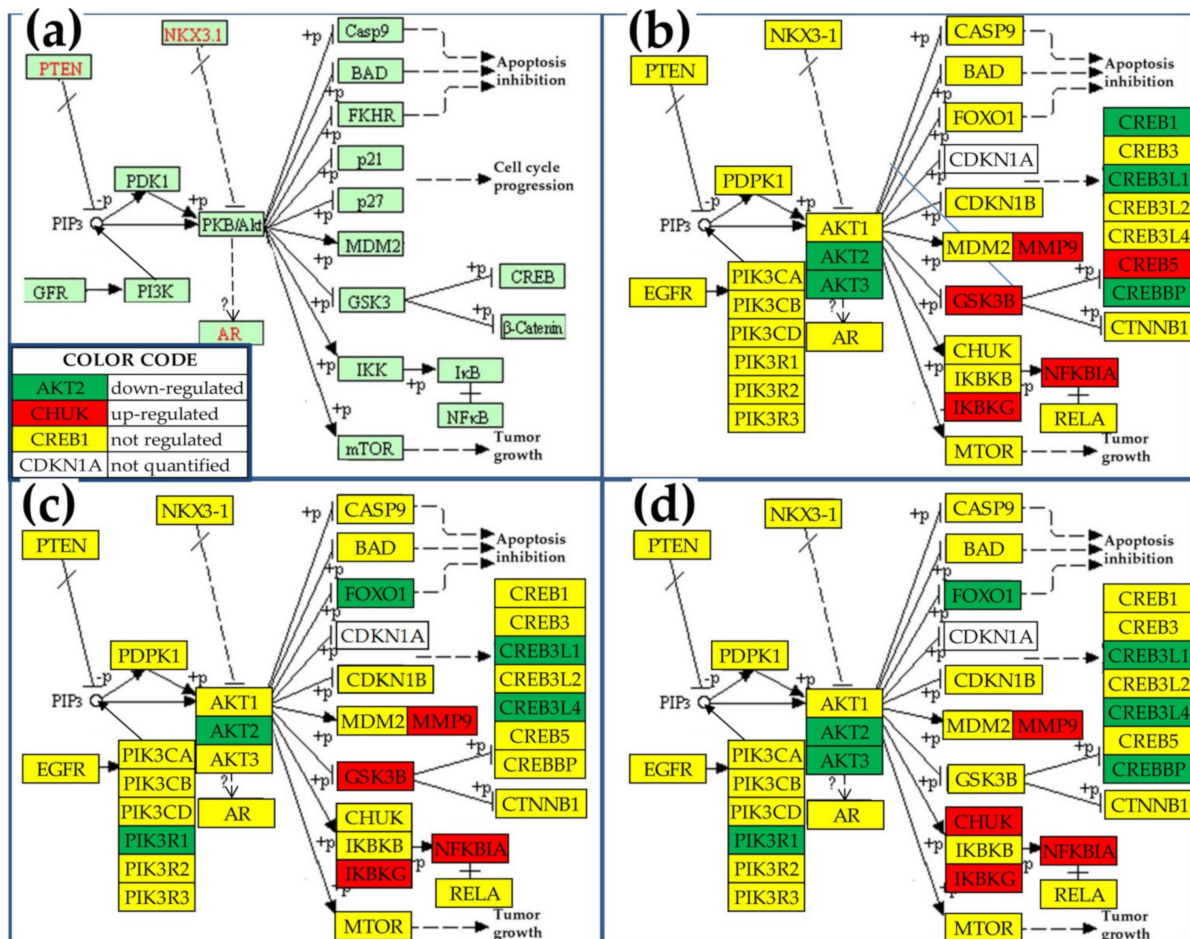 (a)
NKX3.1
PTEN
+p
Casp9
BAD
Apoptosis
inhibition
+p
FKHR
+p
p21
Cell cycle
progression
PDK1
+p
-p
+p
p27
PIP3
PKB/Akt
+p
MDM2
+p
CREB
GFR
PI3K
+p
GSK3
?
+p
β-Catenin
AR
+p
IKK
+p
IκB
NFκB
+p
mTOR
Tumor
growth
COLOR CODE
AKT2 down-regulated
CHUK up-regulated
CREB1 not regulated
CDKN1A not quantified
(b)
NKX3-1
PTEN
+p
CASP9
BAD
Apoptosis
inhibition
+p
FOXO1
CREB1
+p
CDKN1A
CREB3
CREB3L1
PDPK1
+p
-p
+p
CDKN1B
CREB3L2
PIP3
AKT1
CREB3L4
+p
MDM2 MMP9
AKT2
+p
CREB5
PIK3CA
AKT3
EGFR
+p
GSK3B
CREBBP
PIK3CB
?
+p
CTNNB1
PIK3CD
AR
PIK3R1
+p
CHUK
PIK3R2
IKBKB
NFKBIA
PIK3R3
IKBKG
RELA
MTOR
Tumor
growth
(c)
NKX3-1
PTEN
+p
CASP9
BAD
Apoptosis
inhibition
+p
FOXO1
CREB1
+p
CDKN1A
CREB3
CREB3L1
PDPK1
+p
-p
+p
CDKN1B
CREB3L2
PIP3
AKT1
CREB3L4
+p
MDM2 MMP9
AKT2
+p
CREB5
PIK3CA
AKT3
EGFR
+p
GSK3B
CREBBP
PIK3CB
?
+p
CTNNB1
PIK3CD
AR
CHUK
PIK3R1
+p
IKBKB
NFKBIA
PIK3R2
IKBKG
PIK3R3
RELA
MTOR
Tumor
growth
(d)
NKX3-1
PTEN
+p
CASP9
BAD
Apoptosis
inhibition
+p
FOXO1
CREB1
+p
CDKN1A
CREB3
CREB3L1
PDPK1
+p
-p
+p
CDKN1B
CREB3L2
PIP3
AKT1
CREB3L4
+p
MDM2 MMP9
AKT2
+p
CREB5
PIK3CA
AKT3
EGFR
+p
GSK3B
CREBBP
PIK3CB
?
+p
CTNNB1
PIK3CD
AR
PIK3R1
+p
CHUK
PIK3R2
IKBKB
NFKBIA
PIK3R3
IKBKG
RELA
MTOR
Tumor
growth